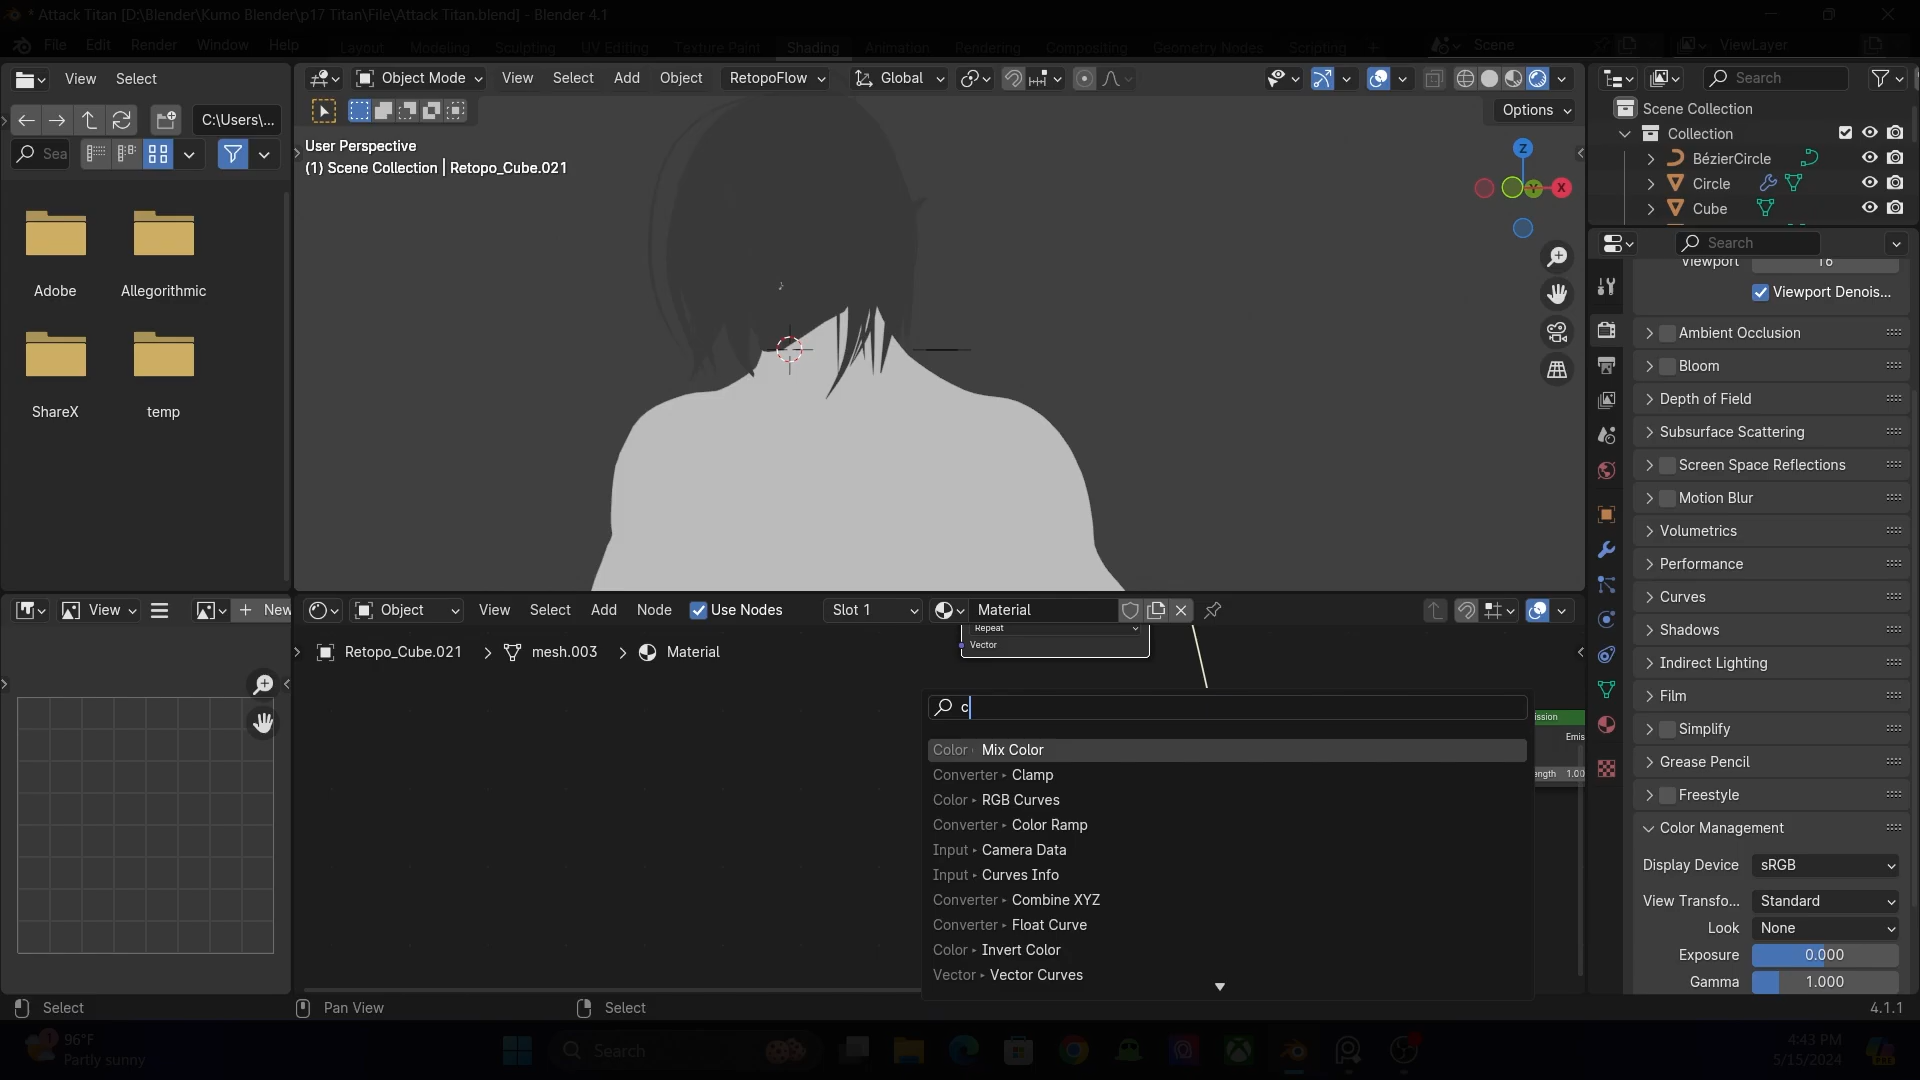 * Attack Titan [D:\Blender\Kumo Blender\p17 Titan\File\Attack Titan.blend] - Blender 4.1
File Edit Render Window Help
Layout Modeling Sculpting UV Editing Texture Paint Shading Animation Rendering Compositing Geometry Nodes Scripting +
Scene
ViewLayer
View Select
C:\Users\...
Sea
Adobe
Allegorithmic
ShareX
temp
Object Mode View Select Add Object RetopoFlow Global
Options
User Perspective
(1) Scene Collection | Retopo_Cube.021
Z
Y
X
Search
Scene Collection
Collection
BézierCircle
Circle
Cube
Search
Viewport 16
Viewport Denois...
Ambient Occlusion
Bloom
Depth of Field
Subsurface Scattering
Screen Space Reflections
Motion Blur
Volumetrics
Performance
Curves
Shadows
Indirect Lighting
Film
Simplify
Grease Pencil
Freestyle
Color Management
Display Device sRGB
View Transfo... Standard
Look None
Exposure 0.000
Gamma 1.000
View
+ New
Object View Select Add Node Use Nodes Slot 1 Material
Retopo_Cube.021 > mesh.003 > Material
Repeat
Vector
c
Color ▸ Mix Color
Converter ▸ Clamp
Color ▸ RGB Curves
Converter ▸ Color Ramp
Input ▸ Camera Data
Input ▸ Curves Info
Converter ▸ Combine XYZ
Converter ▸ Float Curve
Color ▸ Invert Color
Vector ▸ Vector Curves
ission
Emis
ength 1.00
Select
Pan View
Select
4.1.1
96°F
Partly sunny
Search
4:43 PM
5/15/2024